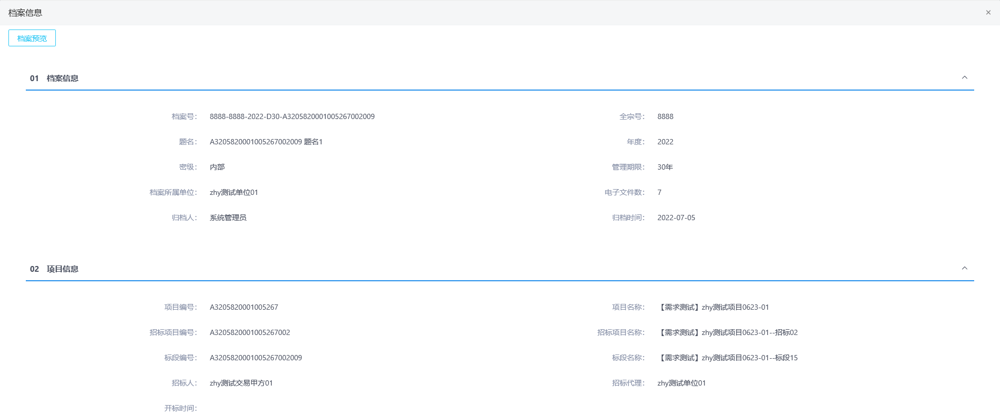 档案信息
档案预览
01 档案信息
档案号： 8888-8888-2022-D30-A3205820001005267002009 全宗号： 8888
题名： A3205820001005267002009 题名1 年度： 2022
密级： 内部 管理期限： 30年
档案所属单位： zhy测试单位01 电子文件数： 7
归档人： 系统管理员 归档时间： 2022-07-05
02 项目信息
项目编号： A3205820001005267 项目名称： 【需求测试】zhy测试项目0623-01
招标项目编号： A3205820001005267002 招标项目名称： 【需求测试】zhy测试项目0623-01--招标02
标段编号： A3205820001005267002009 标段名称： 【需求测试】zhy测试项目0623-01--标段15
招标人： zhy测试交易甲方01 招标代理： zhy测试单位01
开标时间：